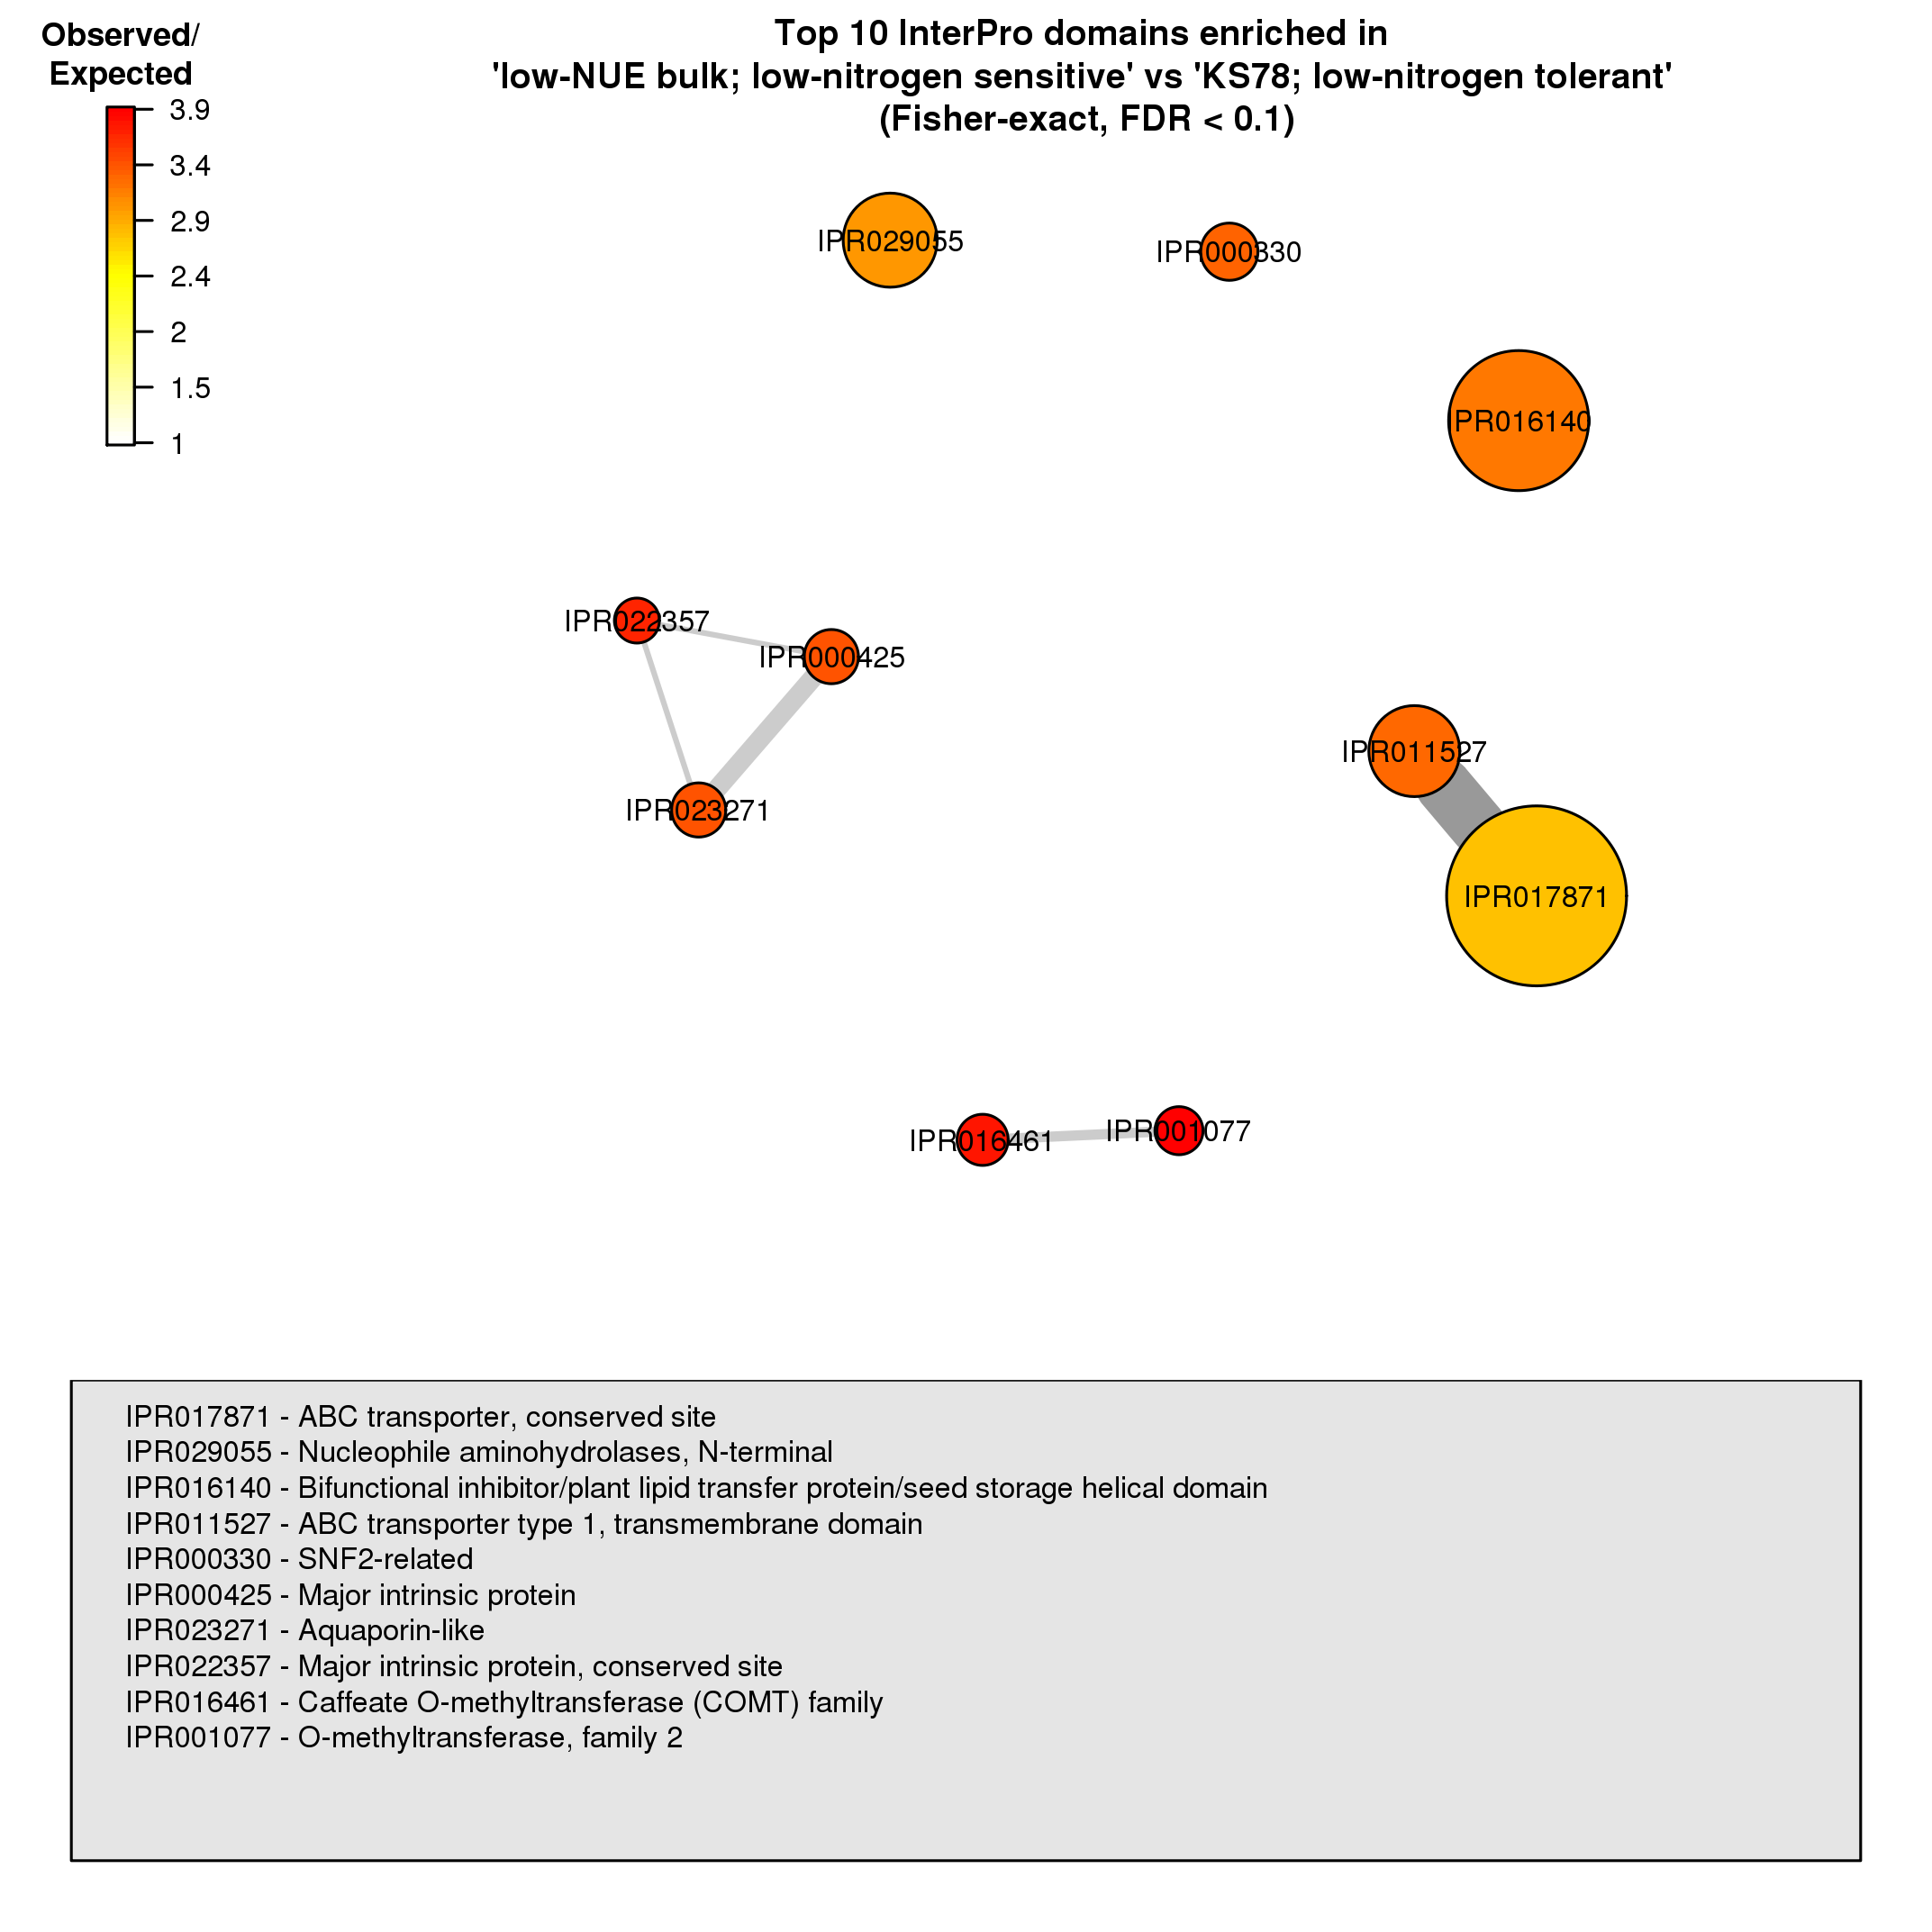 Observed/
Expected
3.9
3.4
2.9
2.4
2
1.5
1
Top 10 InterPro domains enriched in
'low-NUE bulk; low-nitrogen sensitive' vs 'KS78; low-nitrogen tolerant'
(Fisher-exact, FDR < 0.1)
IPR029055
IPR000330
IPR016140
IPR022357
IPR000425
IPR011527
IPR023271
IPR017871
IPR016461
IPR001077
IPR017871 - ABC transporter, conserved site
IPR029055 - Nucleophile aminohydrolases, N-terminal
IPR016140 - Bifunctional inhibitor/plant lipid transfer protein/seed storage helical domain
IPR011527 - ABC transporter type 1, transmembrane domain
IPR000330 - SNF2-related
IPR000425 - Major intrinsic protein
IPR023271 - Aquaporin-like
IPR022357 - Major intrinsic protein, conserved site
IPR016461 - Caffeate O-methyltransferase (COMT) family
IPR001077 - O-methyltransferase, family 2